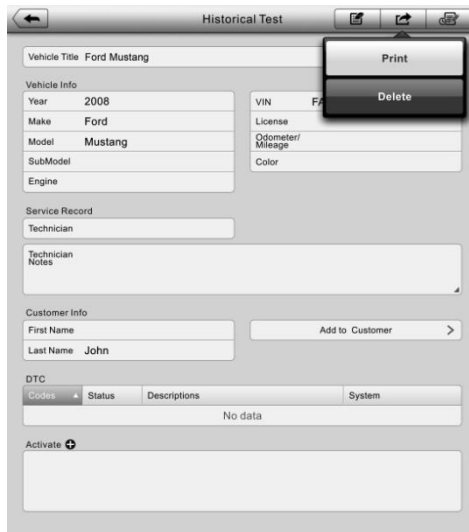 Historical Test
Vehicle Title Ford Mustang
Print
Delete
Vehicle Info
Year 2008
Make Ford
Model Mustang
SubModel
Engine
VIN FA
License
Odometer/
Mileage
Color
Service Record
Technician
Technician
Notes
Customer Info
First Name
Last Name John
Add to Customer
DTC
Codes Status Descriptions System
No data
Activate